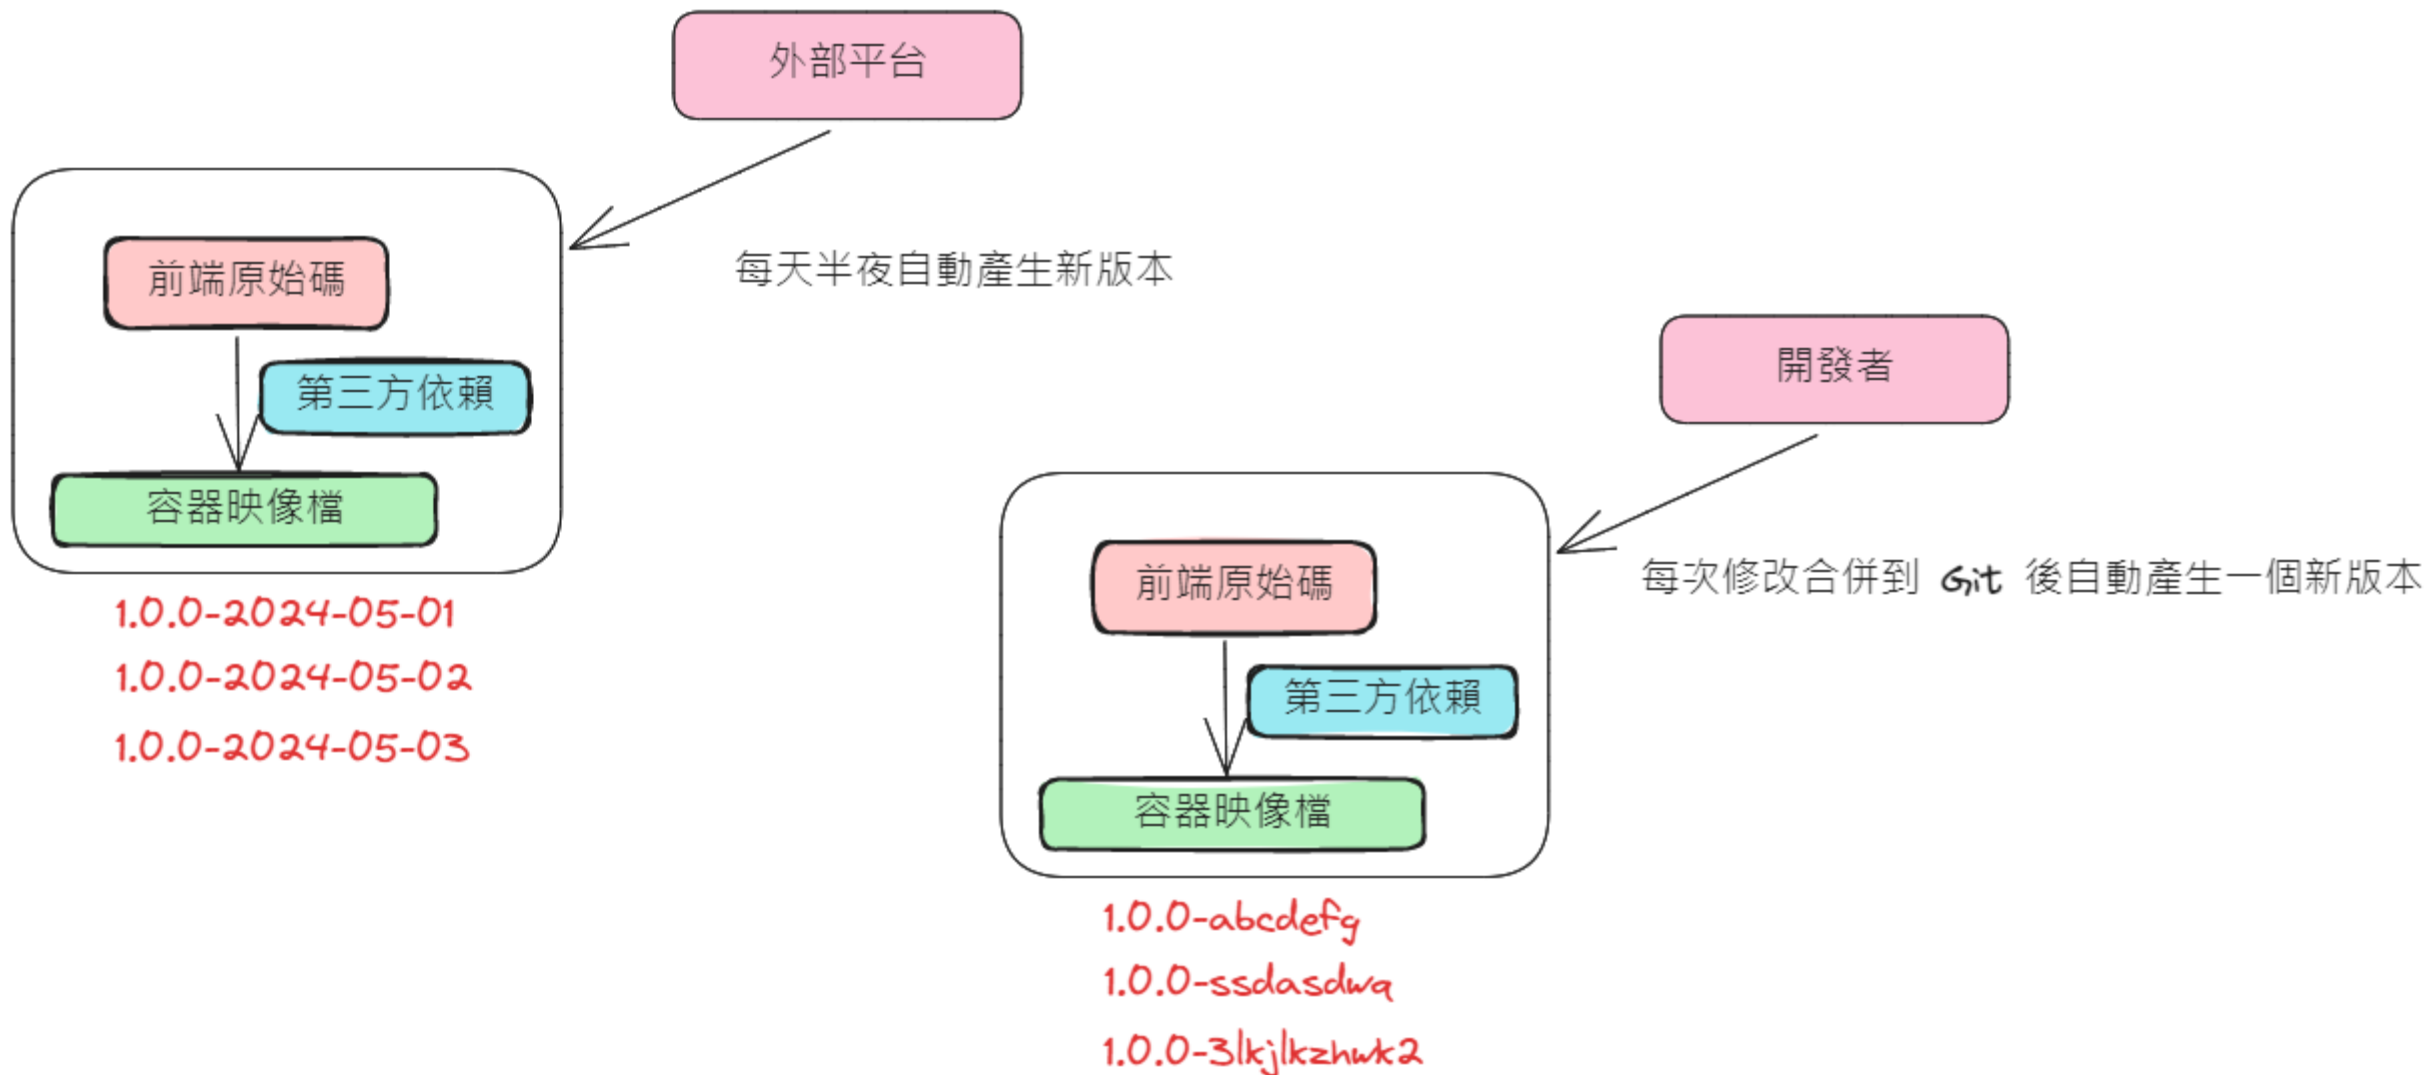 外部平台
每天半夜自動產生新版本
前端原始碼
第三方依賴
容器映像檔
1.0.0-2024-05-01
1.0.0-2024-05-02
1.0.0-2024-05-03
開發者
每次修改合併到 Git 後自動產生一個新版本
前端原始碼
第三方依賴
容器映像檔
1.0.0-abcdefg
1.0.0-ssdasdwq
1.0.0-3lkjlkzhwk2